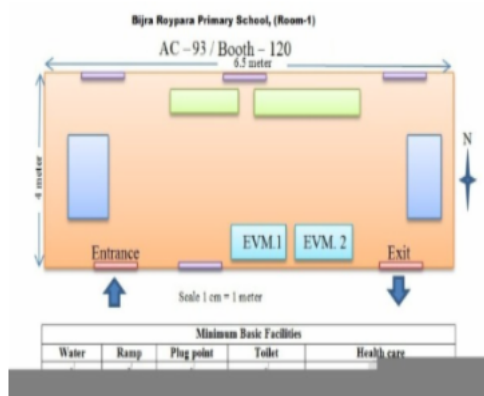 Bijra Roypara Primary School, (Room-1)
AC – 93 / Booth – 120
6.5 meter
4 meter
N
EVM.1 EVM. 2
Entrance Exit
Scale 1 cm = 1 meter
Minimum Basic Facilities
Water Ramp Plug point Toilet Health care